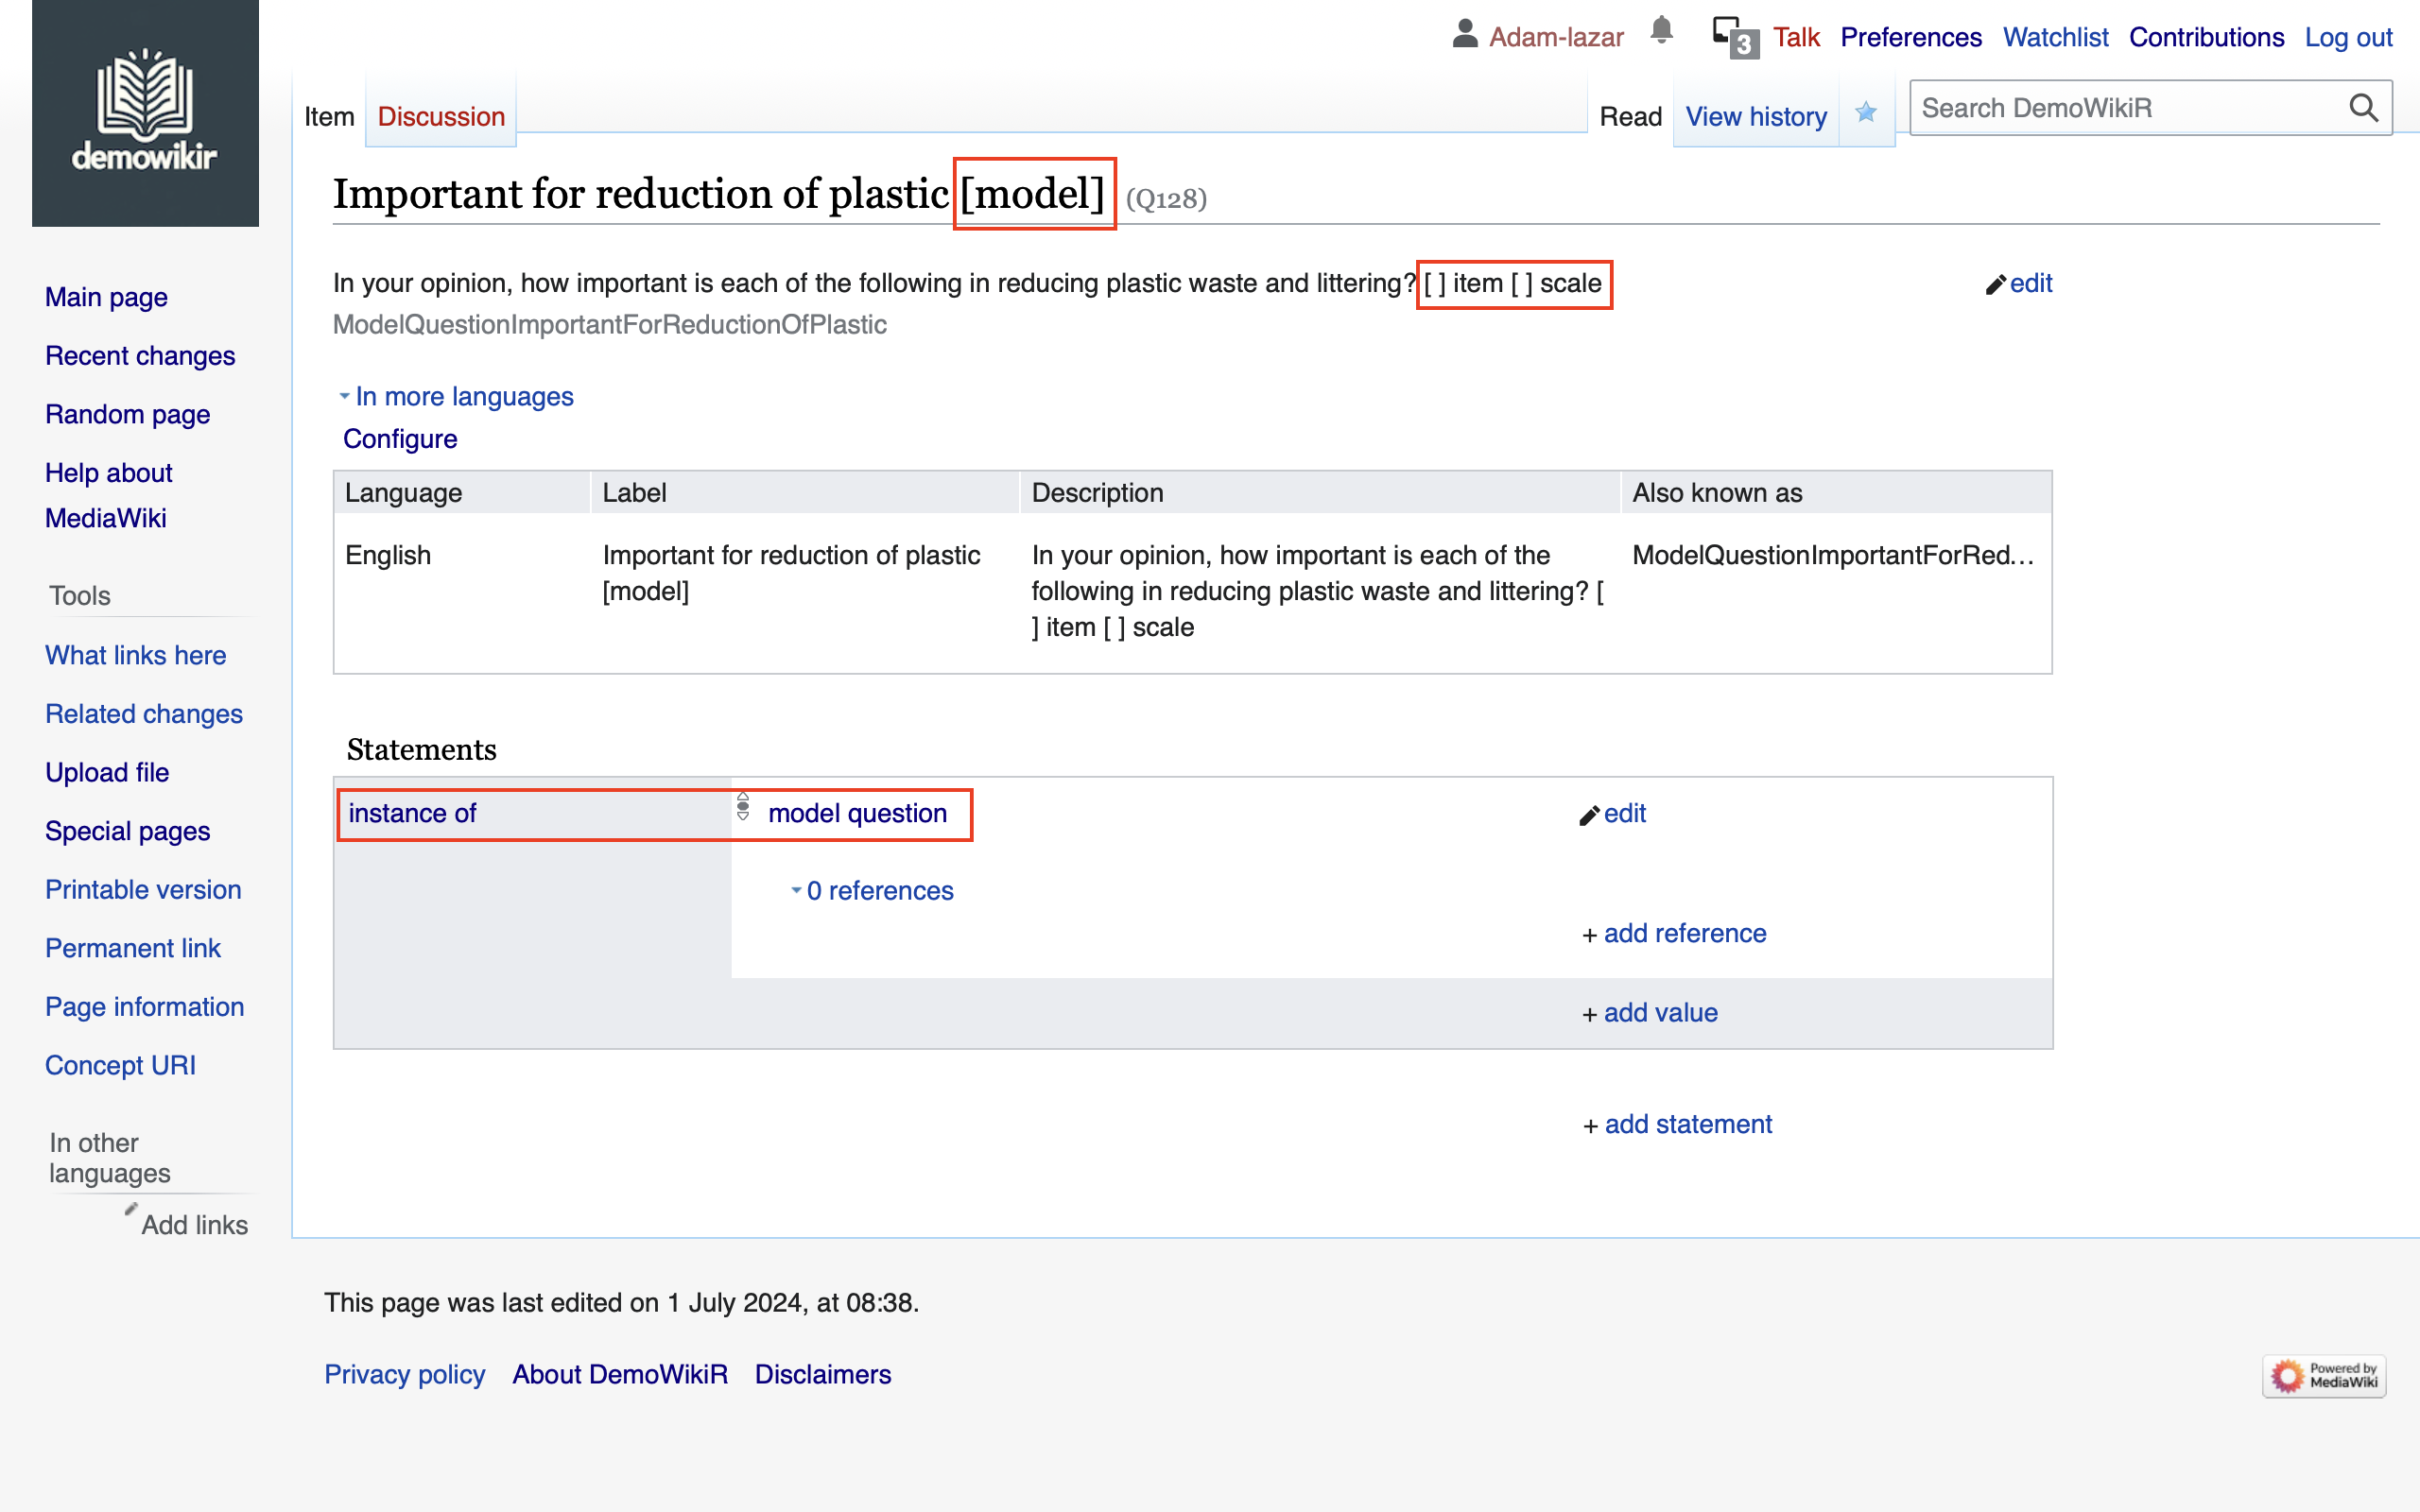 demowikir
Adam-lazar 3 Talk Preferences Watchlist Contributions Log out
Item Discussion Read View history Search DemoWikiR
Important for reduction of plastic [model] (Q128)
In your opinion, how important is each of the following in reducing plastic waste and littering? [ ] item [ ] scale edit
ModelQuestionImportantForReductionOfPlastic
In more languages
Configure
Language Label Description Also known as
English Important for reduction of plastic In your opinion, how important is each of the ModelQuestionImportantForRed...
[model] following in reducing plastic waste and littering? [
] item [ ] scale
Statements
instance of model question edit
0 references
+ add reference
+ add value
+ add statement
Main page
Recent changes
Random page
Help about
MediaWiki
Tools
What links here
Related changes
Upload file
Special pages
Printable version
Permanent link
Page information
Concept URI
In other
languages
Add links
This page was last edited on 1 July 2024, at 08:38.
Privacy policy About DemoWikiR Disclaimers
Powered by
MediaWiki